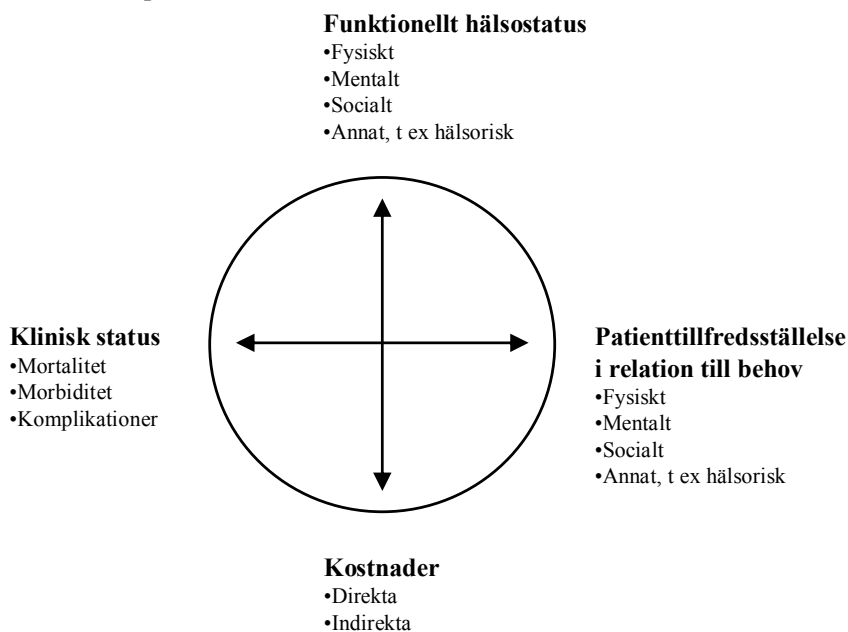 Funktionellt hälsostatus
•Fysiskt
•Mentalt
•Socialt
•Annat, t ex hälsorisk
Klinisk status
•Mortalitet
•Morbiditet
•Komplikationer
Patienttillfredsställelse
i relation till behov
•Fysiskt
•Mentalt
•Socialt
•Annat, t ex hälsorisk
Kostnader
•Direkta
•Indirekta